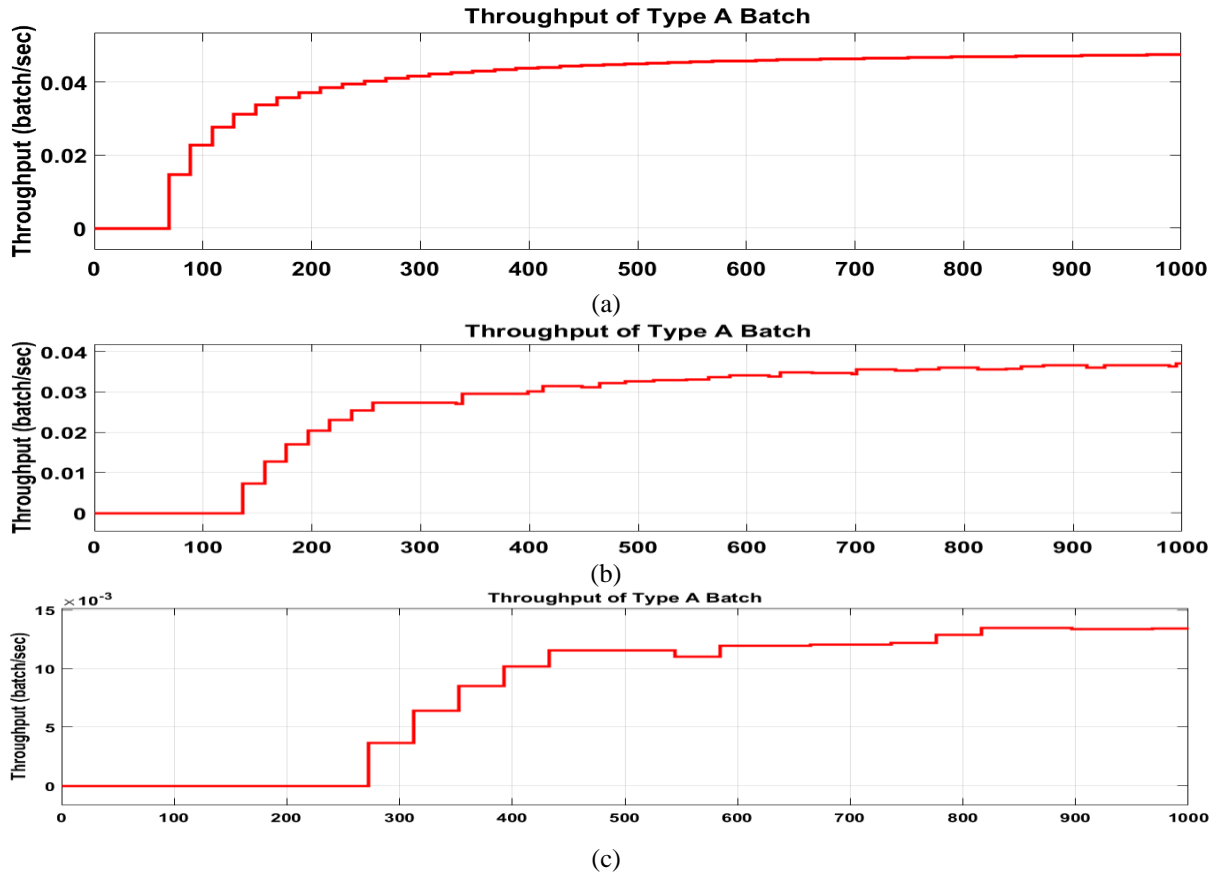 Throughput of Type A Batch
Throughput (batch/sec)
0.04
0.02
0
0 100 200 300 400 500 600 700 800 900 1000
(a)
Throughput of Type A Batch
Throughput (batch/sec)
0.04
0.03
0.02
0.01
0
0 100 200 300 400 500 600 700 800 900 1000
(b)
× 10⁻³
Throughput of Type A Batch
Throughput (batch/sec)
15
10
5
0
0 100 200 300 400 500 600 700 800 900 1000
(c)